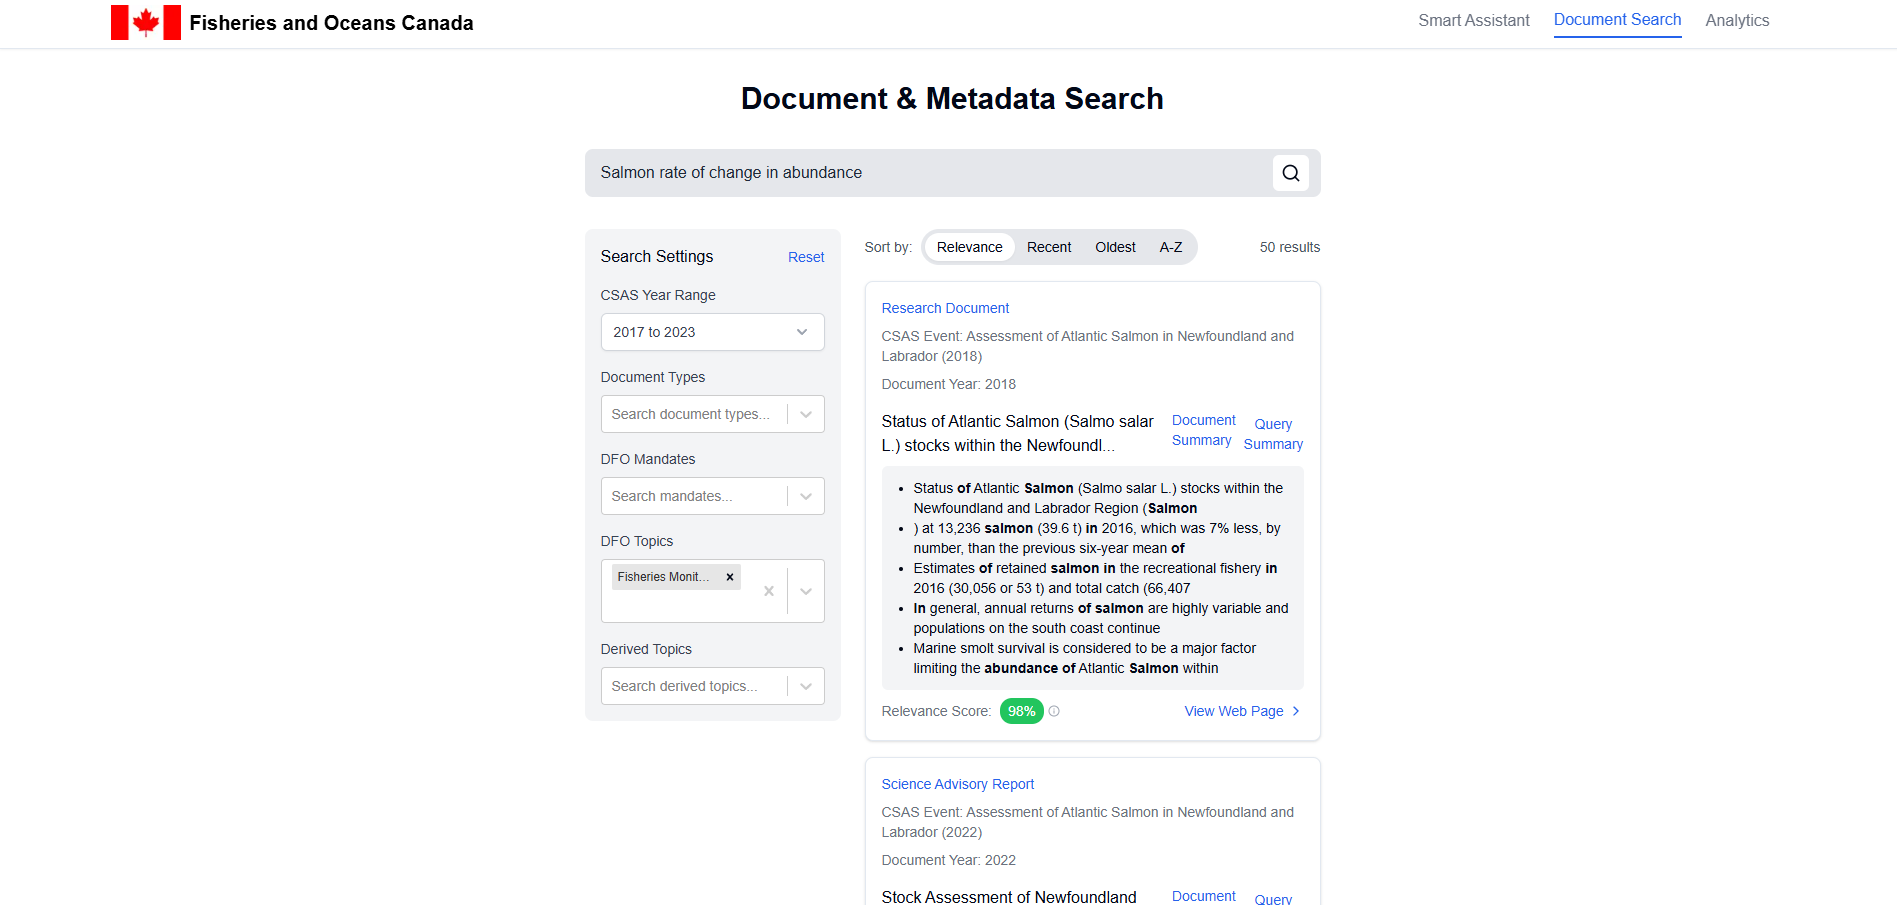 Fisheries and Oceans Canada
Smart Assistant
Document Search
Analytics
Document & Metadata Search
Salmon rate of change in abundance
Search Settings
Reset
CSAS Year Range
2017 to 2023
Document Types
Search document types...
DFO Mandates
Search mandates...
DFO Topics
Fisheries Monit...
Derived Topics
Search derived topics...
Sort by:
Relevance
Recent
Oldest
A-Z
50 results
Research Document
CSAS Event: Assessment of Atlantic Salmon in Newfoundland and
Labrador (2018)
Document Year: 2018
Status of Atlantic Salmon (Salmo salar
L.) stocks within the Newfoundl...
Document
Summary
Query
Summary
• Status of Atlantic Salmon (Salmo salar L.) stocks within the
Newfoundland and Labrador Region (Salmon
• ) at 13,236 salmon (39.6 t) in 2016, which was 7% less, by
number, than the previous six-year mean of
• Estimates of retained salmon in the recreational fishery in
2016 (30,056 or 53 t) and total catch (66,407
• In general, annual returns of salmon are highly variable and
populations on the south coast continue
• Marine smolt survival is considered to be a major factor
limiting the abundance of Atlantic Salmon within
Relevance Score: 98%
View Web Page
Science Advisory Report
CSAS Event: Assessment of Atlantic Salmon in Newfoundland and
Labrador (2022)
Document Year: 2022
Stock Assessment of Newfoundland
Document
Query